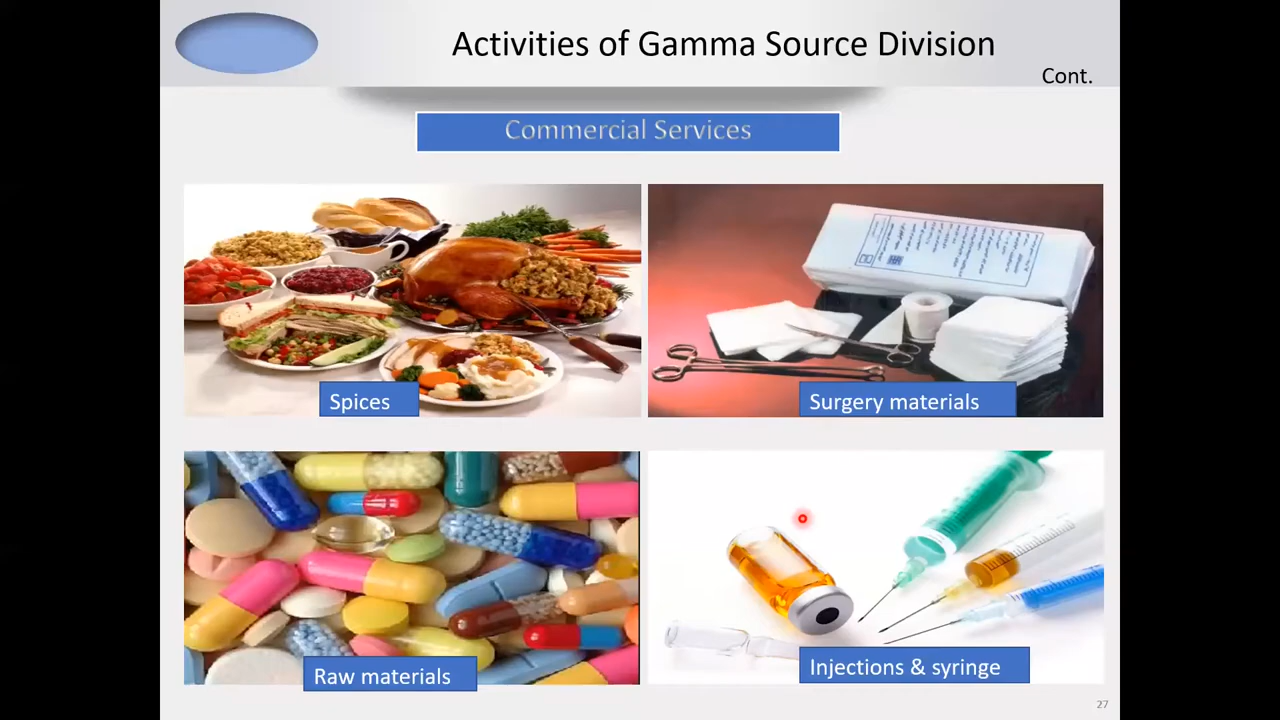 Activities of Gamma Source Division
Cont.
Commercial Services
Spices
Surgery materials
Raw materials
Injections & syringe
27